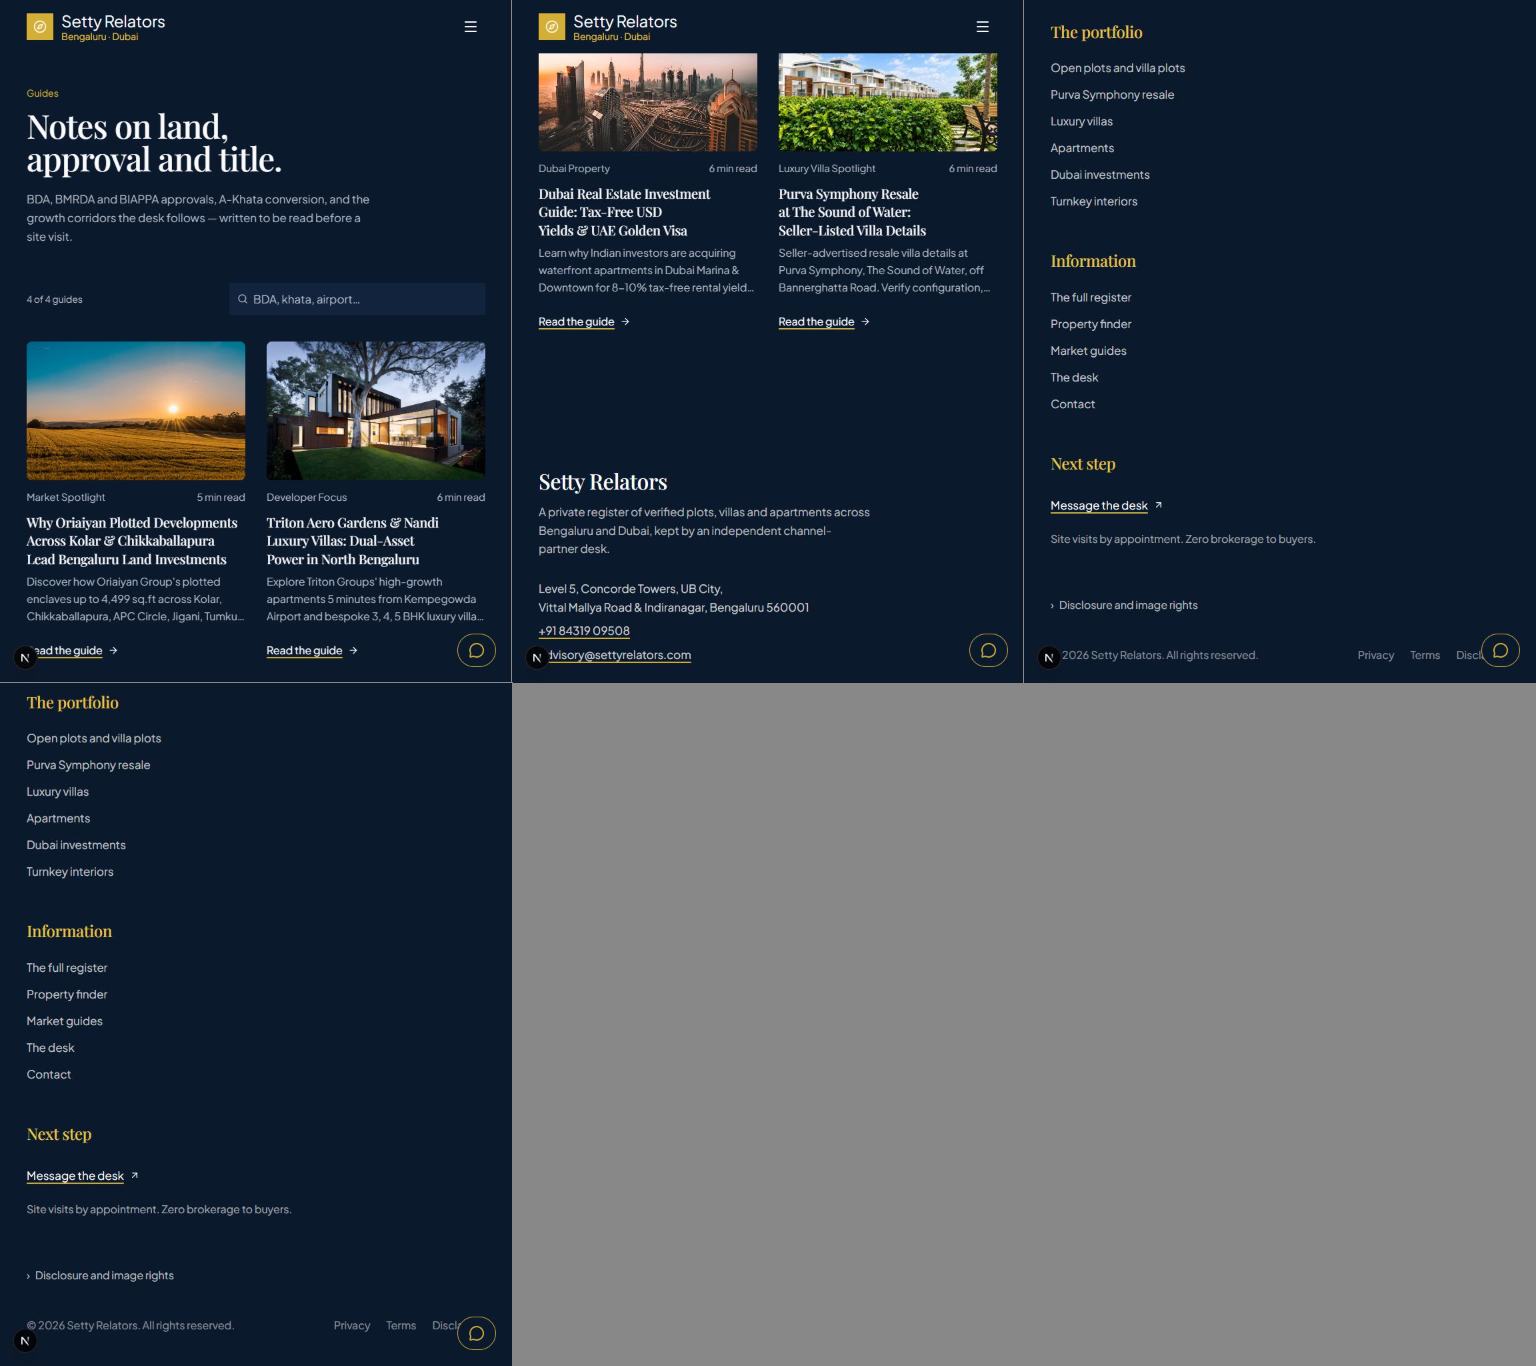 Setty Relators
Bengaluru · Dubai
Guides
Notes on land,
approval and title.
BDA, BMRDA and BIAPPA approvals, A-Khata conversion, and the
growth corridors the desk follows — written to be read before a
site visit.
4 of 4 guides
BDA, khata, airport...
Market Spotlight 5 min read
Why Oriaiyan Plotted Developments
Across Kolar & Chikkaballapura
Lead Bengaluru Land Investments
Discover how Oriaiyan Group's plotted
enclaves up to 4,499 sq.ft across Kolar,
Chikkaballapura, APC Circle, Jigani, Tumku...
ead the guide →
Developer Focus 6 min read
Triton Aero Gardens & Nandi
Luxury Villas: Dual-Asset
Power in North Bengaluru
Explore Triton Groups' high-growth
apartments 5 minutes from Kempegowda
Airport and bespoke 3, 4, 5 BHK luxury villa...
Read the guide →
N
Setty Relators
Bengaluru · Dubai
Dubai Property 6 min read
Dubai Real Estate Investment
Guide: Tax-Free USD
Yields & UAE Golden Visa
Learn why Indian investors are acquiring
waterfront apartments in Dubai Marina &
Downtown for 8–10% tax-free rental yield...
Read the guide →
Luxury Villa Spotlight 6 min read
Purva Symphony Resale
at The Sound of Water:
Seller-Listed Villa Details
Seller-advertised resale villa details at
Purva Symphony, The Sound of Water, off
Bannerghatta Road. Verify configuration,...
Read the guide →
Setty Relators
A private register of verified plots, villas and apartments across
Bengaluru and Dubai, kept by an independent channel-
partner desk.
Level 5, Concorde Towers, UB City,
Vittal Mallya Road & Indiranagar, Bengaluru 560001
+91 84319 09508
dvisory@settyrelators.com
N
The portfolio
Open plots and villa plots
Purva Symphony resale
Luxury villas
Apartments
Dubai investments
Turnkey interiors
Information
The full register
Property finder
Market guides
The desk
Contact
Next step
Message the desk ↗
Site visits by appointment. Zero brokerage to buyers.
› Disclosure and image rights
2026 Setty Relators. All rights reserved. Privacy Terms Discl
N
The portfolio
Open plots and villa plots
Purva Symphony resale
Luxury villas
Apartments
Dubai investments
Turnkey interiors
Information
The full register
Property finder
Market guides
The desk
Contact
Next step
Message the desk ↗
Site visits by appointment. Zero brokerage to buyers.
› Disclosure and image rights
© 2026 Setty Relators. All rights reserved. Privacy Terms Discl
N